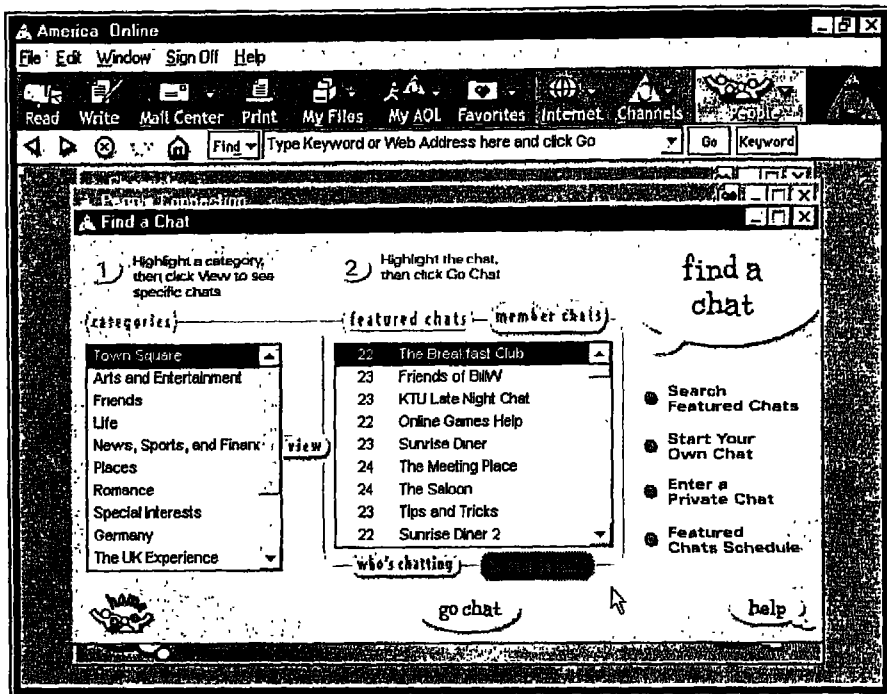 America Online
File Edit Window Sign Off Help
Read Write Mail Center Print My Files My AOL Favorites Internet Channels People
Find Type Keyword or Web Address here and click Go Go Keyword
People Connection
Find a Chat
1 Highlight a category,
then click View to see
specific chats
2 Highlight the chat,
then click Go Chat
find a
chat
categories
featured chats member chats
Town Square
Arts and Entertainment
Friends
Life
News, Sports, and Financ
Places
Romance
Special Interests
Germany
The UK Experience
view
22 The Breakfast Club
23 Friends of BillW
23 KTU Late Night Chat
22 Online Games Help
23 Sunrise Diner
24 The Meeting Place
24 The Saloon
23 Tips and Tricks
22 Sunrise Diner 2
Search
Featured Chats
Start Your
Own Chat
Enter a
Private Chat
Featured
Chats Schedule
who's chatting
home
go chat
help